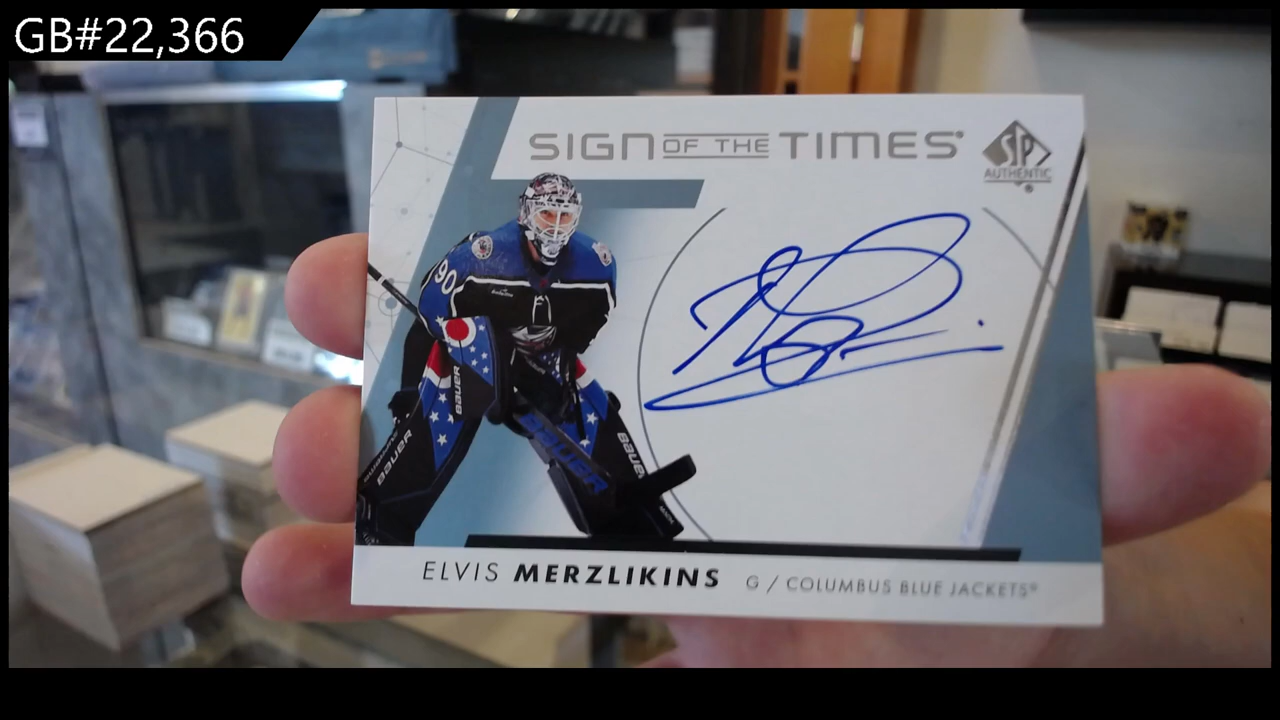 GB#22,366
SIGN OF THE TIMES
SP
AUTHENTIC
90
BAUER
BAUER
BAUER
BAUER
ELVIS MERZLIKINS G / COLUMBUS BLUE JACKETS